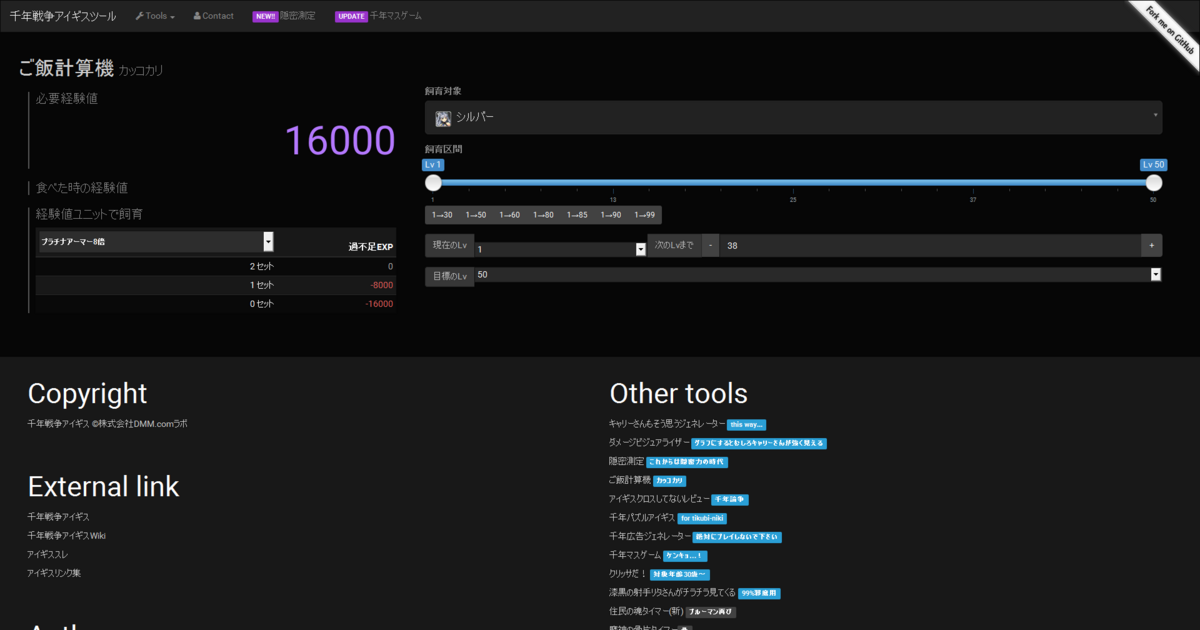 千年戦争アイギスツール Tools Contact NEW!! 隠密測定 UPDATE 千年マスゲーム
Fork me on GitHub
ご飯計算機 カッコカリ
必要経験値
16000
食べた時の経験値
経験値ユニットで飼育
プラチナアーマー8倍 過不足EXP
2 セット 0
1 セット -8000
0 セット -16000
飼育対象
シルバー
飼育区間
Lv 1 Lv 50
1 13 25 37 50
1→30 1→50 1→60 1→80 1→85 1→90 1→99
現在のLv 1 次のLvまで - 38 +
目標のLv 50
Copyright
千年戦争アイギス ©株式会社DMM.comラボ
External link
千年戦争アイギス
千年戦争アイギスWiki
アイギススレ
アイギスリンク集
Other tools
キャリーさんもそう思うジェネレーター this way...
ダメージビジュアライザー グラフにするとむしろキャリーさんが強く見える
隠密測定 これからは隠密力の時代
ご飯計算機 カッコカリ
アイギスクロスしてないレビュー 千年論争
千年パズルアイギス for tikubi-niki
千年広告ジェネレーター 絶対にプレイしないで下さい
千年マスゲーム ケンキョ...！
クリッサだ！ 対象年齢30歳〜
漆黒の射手リタさんがチラチラ見てくる
住民の魂タイマー(新) ブルーマン再び